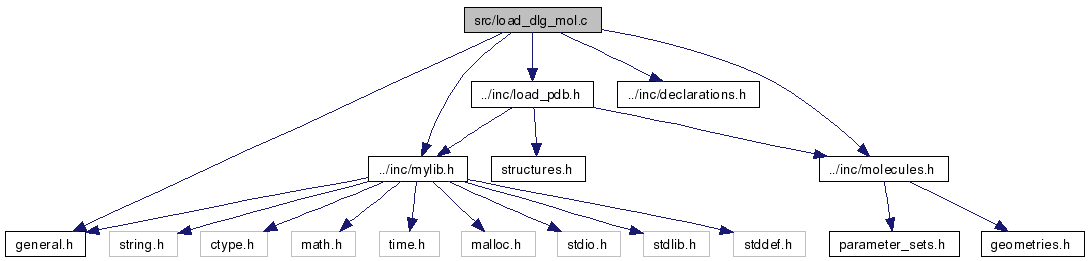 src/load_dlg_mol.c
../inc/load_pdb.h
../inc/declarations.h
../inc/mylib.h
structures.h
../inc/molecules.h
general.h
string.h
ctype.h
math.h
time.h
malloc.h
stdio.h
stdlib.h
stddef.h
parameter_sets.h
geometries.h